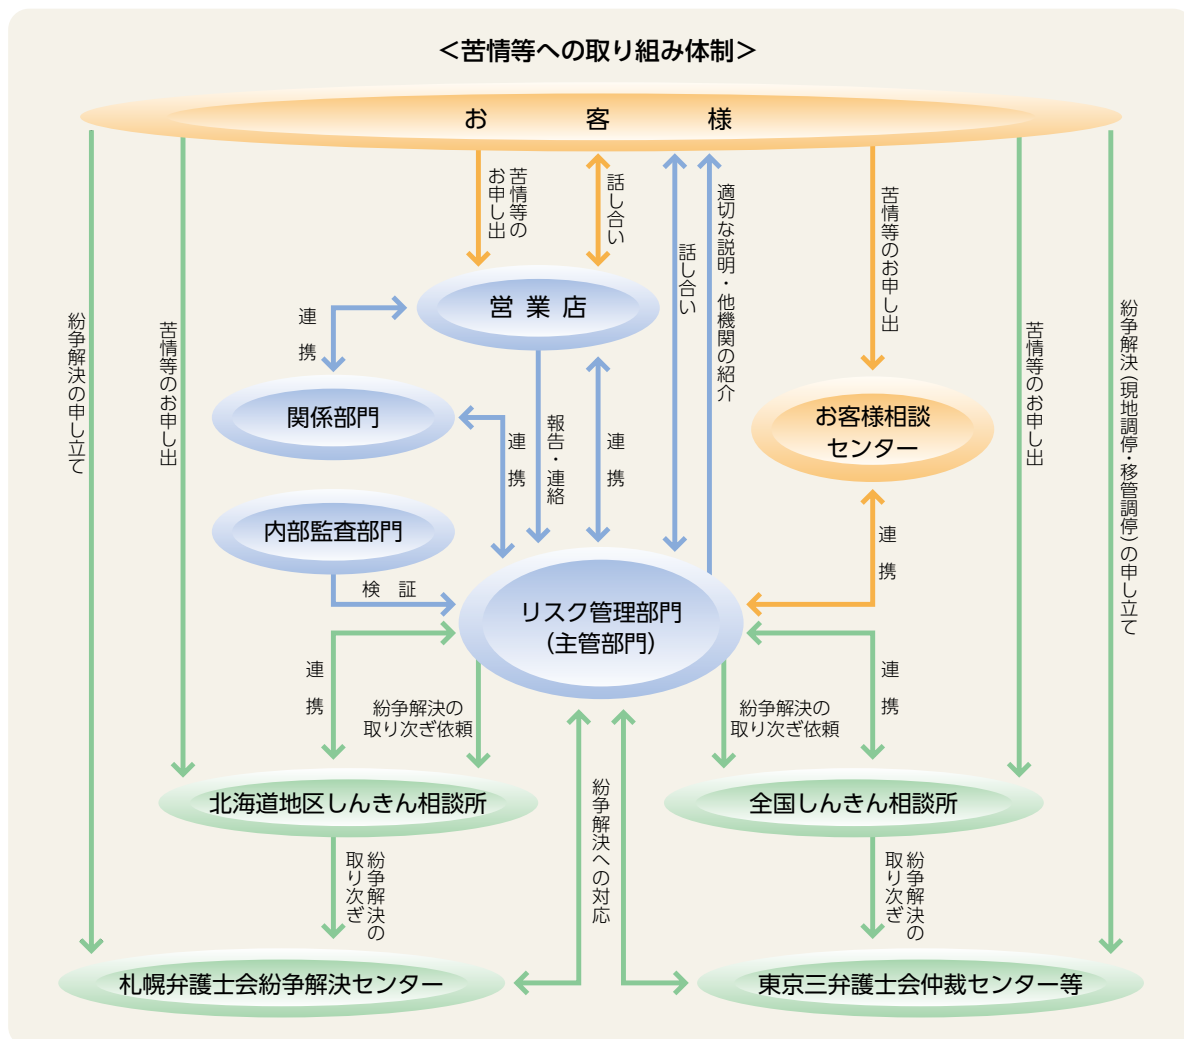 ＜苦情等への取り組み体制＞
お　客　様
苦情等の
お申し出
話し合い
話し合い
適切な説明・他機関の紹介
苦情等のお申し出
紛争解決の申し立て
苦情等のお申し出
苦情等のお申し出
紛争解決（現地調停・移管調停）の申し立て
営 業 店
連　携
関係部門
連　携
報告・連絡
連　携
お客様相談
センター
内部監査部門
検　証
連　携
リスク管理部門
（主管部門）
連　携
紛争解決の
取り次ぎ依頼
紛争解決の
取り次ぎ依頼
連　携
北海道地区しんきん相談所
全国しんきん相談所
紛争解決の
取り次ぎ
紛争解決への対応
紛争解決の
取り次ぎ
札幌弁護士会紛争解決センター
東京三弁護士会仲裁センター等